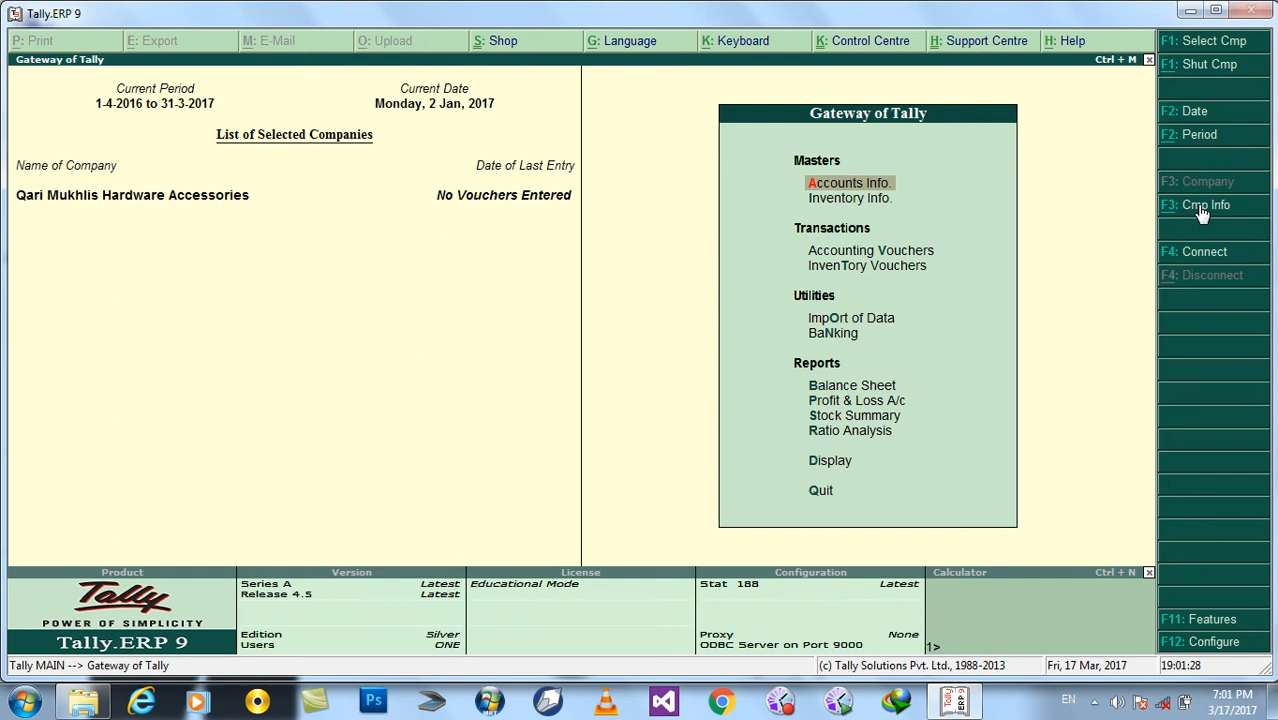 Tally.ERP 9
P: Print
E: Export
M: E-Mail
O: Upload
S: Shop
G: Language
K: Keyboard
K: Control Centre
H: Support Centre
H: Help
Gateway of Tally
Ctrl + M
Current Period
1-4-2016 to 31-3-2017
Current Date
Monday, 2 Jan, 2017
List of Selected Companies
Name of Company
Date of Last Entry
Qari Mukhlis Hardware Accessories
No Vouchers Entered
Gateway of Tally
Masters
Accounts Info.
Inventory Info.
Transactions
Accounting Vouchers
InvenTory Vouchers
Utilities
ImpOrt of Data
BaNking
Reports
Balance Sheet
Profit & Loss A/c
Stock Summary
Ratio Analysis
Display
Quit
F1: Select Cmp
F1: Shut Cmp
F2: Date
F2: Period
F3: Company
F3: Cmp Info
F4: Connect
F4: Disconnect
F11: Features
F12: Configure
Product
Tally
POWER OF SIMPLICITY
Tally.ERP 9
Version
Series A Latest
Release 4.5 Latest
Edition Silver
Users ONE
License
Educational Mode
Configuration
Stat 188 Latest
Proxy None
ODBC Server on Port 9000
Calculator
Ctrl + N
1>
Tally MAIN --> Gateway of Tally
(c) Tally Solutions Pvt. Ltd., 1988-2013
Fri, 17 Mar, 2017
19:01:28
Ps
EN
7:01 PM
3/17/2017